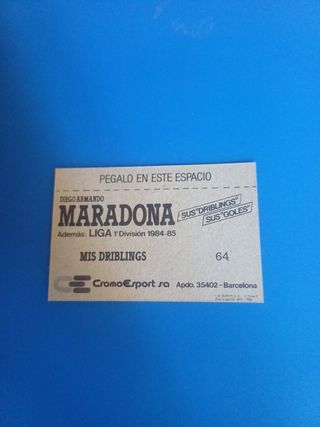 PEGALO EN ESTE ESPACIO
DIEGO ARMANDO
MARADONA
SUS "DRIBLINGS"
SUS "GOLES"
Además: LIGA 1ª División 1984-85
MIS DRIBLINGS 64
CromoEsport sa Apdo. 35402 - Barcelona